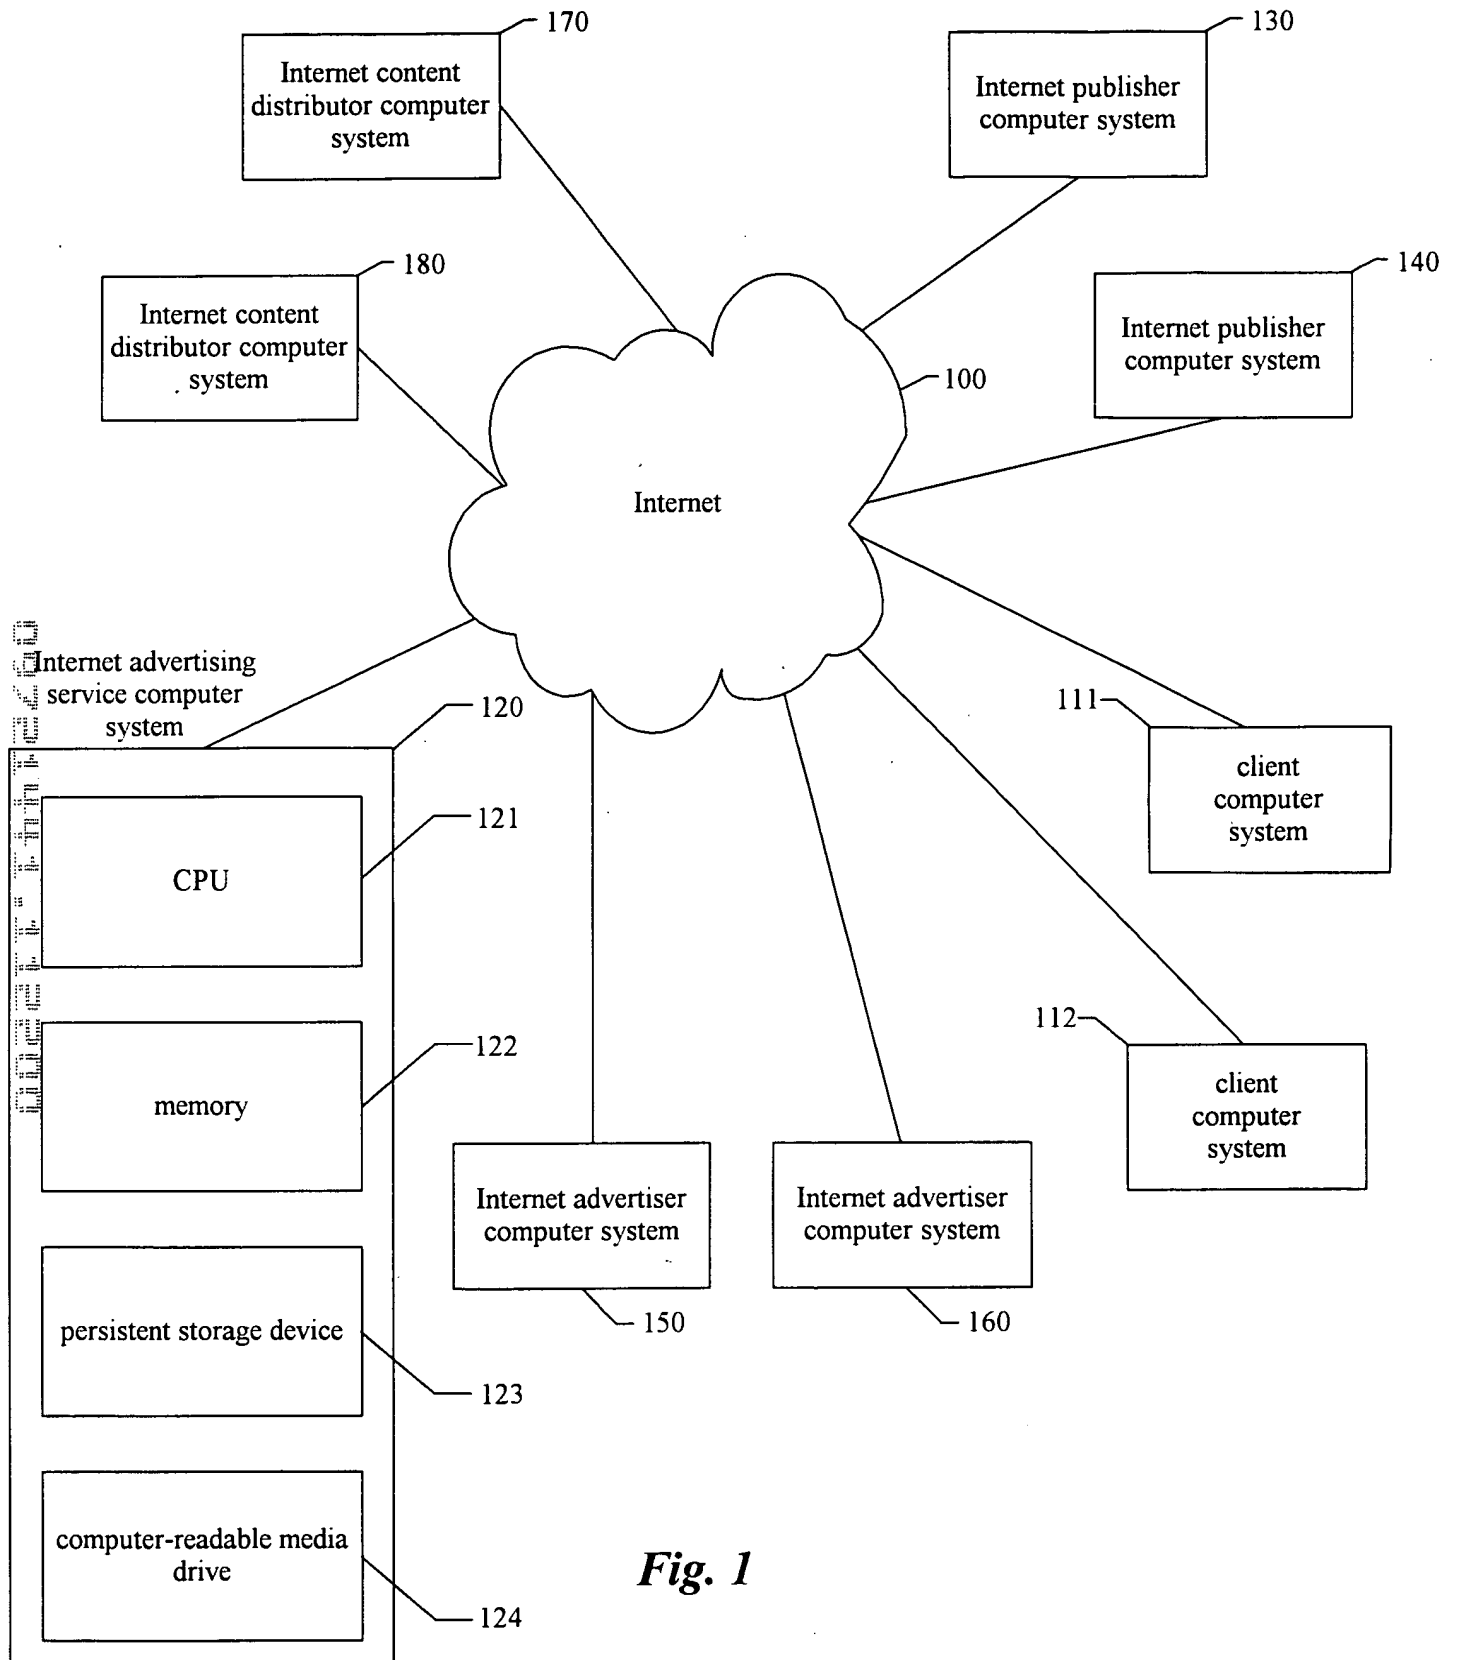 170
Internet content
distributor computer
system
130
Internet publisher
computer system
180
Internet content
distributor computer
system
140
Internet publisher
computer system
100
Internet
Internet advertising
service computer
system
120
121
CPU
122
memory
123
persistent storage device
124
computer-readable media
drive
111
client
computer
system
112
client
computer
system
Internet advertiser
computer system
150
Internet advertiser
computer system
160
Fig. 1